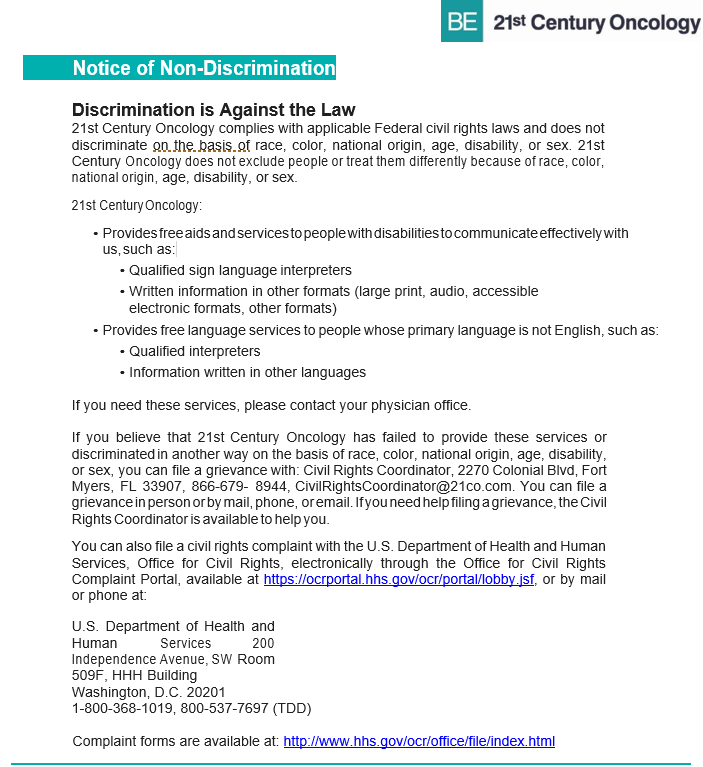 BE 21st Century Oncology
Notice of Non-Discrimination
Discrimination is Against the Law
21st Century Oncology complies with applicable Federal civil rights laws and does not
discriminate on the basis of race, color, national origin, age, disability, or sex. 21st
Century Oncology does not exclude people or treat them differently because of race, color,
national origin, age, disability, or sex.
21st Century Oncology:
• Provides free aids and services to people with disabilities to communicate effectively with
us, such as:
• Qualified sign language interpreters
• Written information in other formats (large print, audio, accessible
electronic formats, other formats)
• Provides free language services to people whose primary language is not English, such as:
• Qualified interpreters
• Information written in other languages
If you need these services, please contact your physician office.
If you believe that 21st Century Oncology has failed to provide these services or
discriminated in another way on the basis of race, color, national origin, age, disability,
or sex, you can file a grievance with: Civil Rights Coordinator, 2270 Colonial Blvd, Fort
Myers, FL 33907, 866-679- 8944, CivilRightsCoordinator@21co.com. You can file a
grievance in person or by mail, phone, or email. If you need help filing a grievance, the Civil
Rights Coordinator is available to help you.
You can also file a civil rights complaint with the U.S. Department of Health and Human
Services, Office for Civil Rights, electronically through the Office for Civil Rights
Complaint Portal, available at https://ocrportal.hhs.gov/ocr/portal/lobby.jsf, or by mail
or phone at:
U.S. Department of Health and
Human Services 200
Independence Avenue, SW Room
509F, HHH Building
Washington, D.C. 20201
1-800-368-1019, 800-537-7697 (TDD)
Complaint forms are available at: http://www.hhs.gov/ocr/office/file/index.html